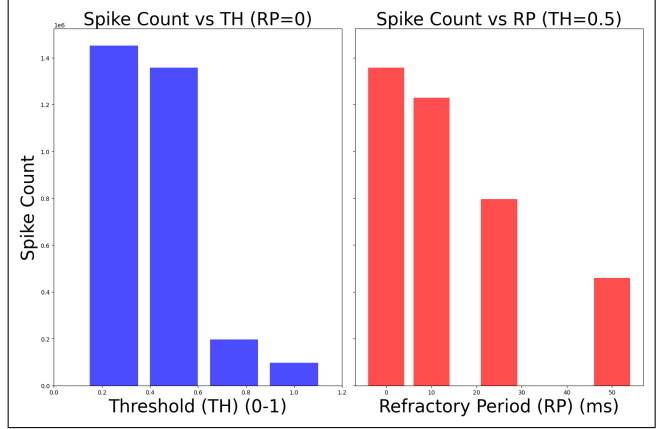 Spike Count vs TH (RP=0)
1e6
1.4
1.2
1.0
0.8
0.6
0.4
0.2
0.0
Spike Count
0.0 0.2 0.4 0.6 0.8 1.0 1.2
Threshold (TH) (0-1)
Spike Count vs RP (TH=0.5)
0 10 20 30 40 50
Refractory Period (RP) (ms)